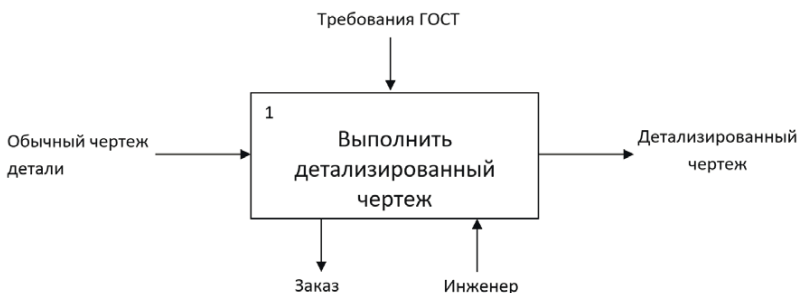 Требования ГОСТ
1
Обычный чертеж
детали
Выполнить
детализированный
чертеж
Детализированный
чертеж
Заказ
Инженер